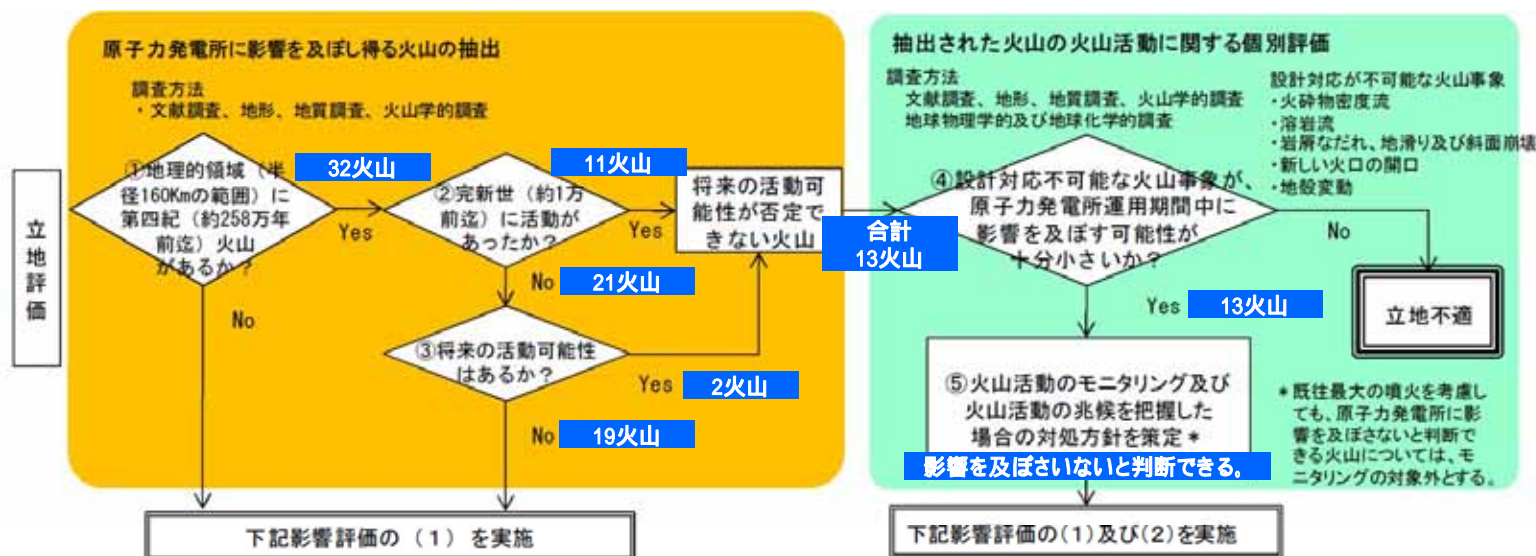 原子力発電所に影響を及ぼし得る火山の抽出
調査方法
・文献調査、地形、地質調査、火山学的調査
立地評価
①地理的領域（半
径160Kmの範囲）に
第四紀（約258万年
前迄）火山
があるか？
32火山
Yes
No
②完新世（約1万
前迄）に活動が
あったか？
11火山
Yes
No
21火山
③将来の活動可能性
はあるか？
Yes
2火山
No
19火山
将来の活動可
能性が否定で
きない火山
合計
13火山
下記影響評価の（１）を実施
抽出された火山の火山活動に関する個別評価
調査方法
文献調査、地形、地質調査、火山学的調査
地球物理学的及び地球化学的調査
設計対応が不可能な火山事象
・火砕物密度流
・溶岩流
・岩屑なだれ、地滑り及び斜面崩壊
・新しい火口の開口
・地殻変動
④設計対応不可能な火山事象が、
原子力発電所運用期間中に
影響を及ぼす可能性が
十分小さいか？
No
立地不適
Yes
13火山
⑤火山活動のモニタリング及び
火山活動の兆候を把握した
場合の対処方針を策定＊
影響を及ぼさいないと判断できる。
＊既往最大の噴火を考慮し
ても、原子力発電所に影
響を及ぼさないと判断で
きる火山については、モ
ニタリングの対象外とする。
下記影響評価の(１)及び(２)を実施